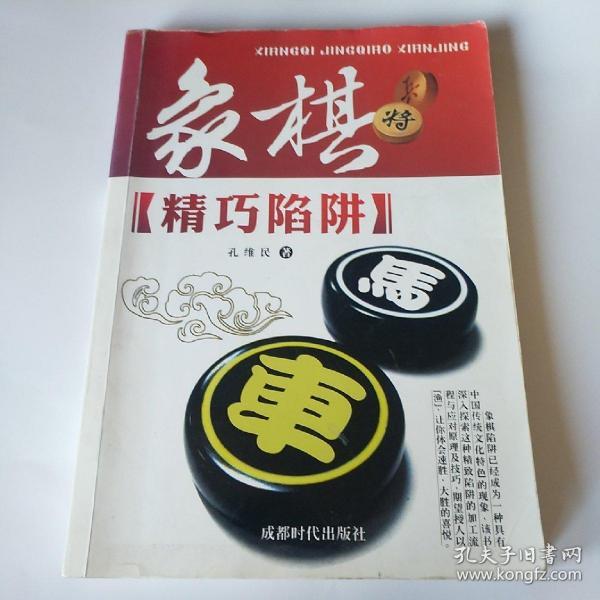 XIANGQI JINGQIAO XIANJING
象棋
兵
将
【精巧陷阱】
孔维民 著
馬
車
象棋陷阱已经成为一种具有
中国传统文化特色的现象,该书
深入探索这种精致陷阱的加工流
程与应对原理及技巧,期望授人以
[渔],让你体会速胜,大胜的喜悦。
成都时代出版社
孔夫子旧书网
www.kongfz.com